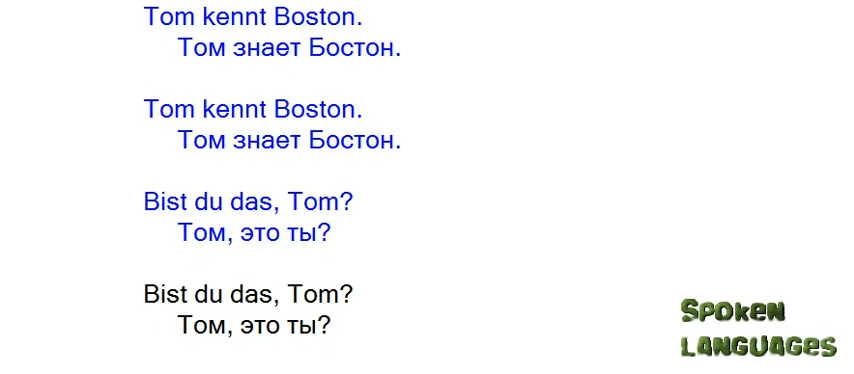 Tom kennt Boston.
Том знает Бостон.
Tom kennt Boston.
Том знает Бостон.
Bist du das, Tom?
Том, это ты?
Bist du das, Tom?
Том, это ты?
SPOKEN
LANGUAGES